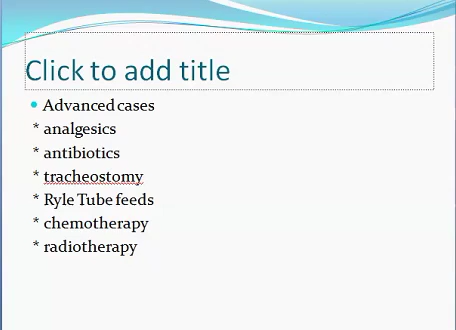 Click to add title
• Advanced cases
* analgesics
* antibiotics
* tracheostomy
* Ryle Tube feeds
* chemotherapy
* radiotherapy